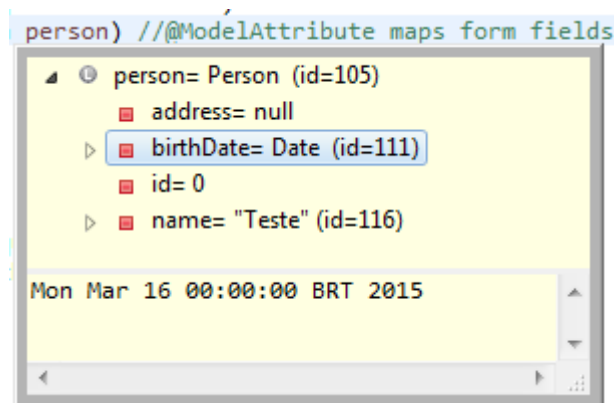 person) //@ModelAttribute maps form fields
person= Person (id=105)
address= null
birthDate= Date (id=111)
id= 0
name= "Teste" (id=116)
Mon Mar 16 00:00:00 BRT 2015